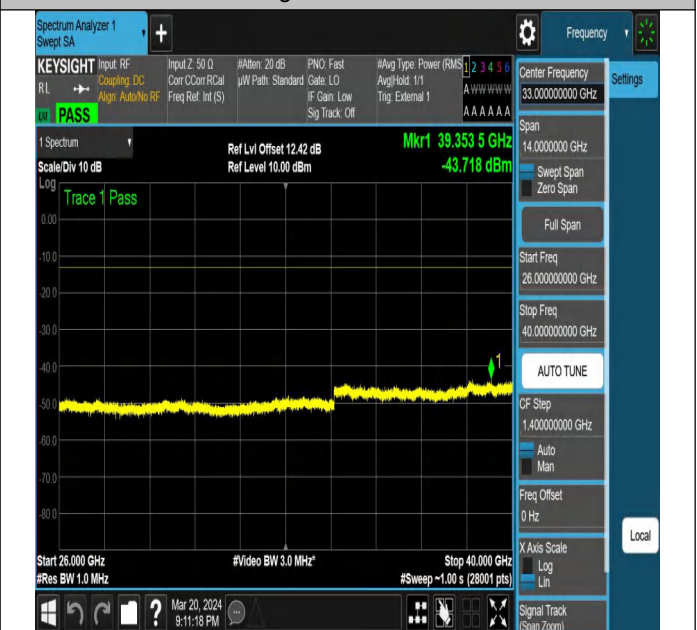 Spectrum Analyzer 1
Swept SA
+
Frequency
KEYSIGHT
RL
LXI
PASS
Input: RF
Coupling: DC
Align: Auto/No RF
Input Z: 50 Ω
Corr CCorr RCal
Freq Ref: Int (S)
#Atten: 20 dB
µW Path: Standard
PNO: Fast
Gate: LO
IF Gain: Low
Sig Track: Off
#Avg Type: Power (RMS
Avg|Hold: 1/1
Trig: External 1
1 2 3 4 5 6
A W W W W W
A A A A A A
Center Frequency
33.000000000 GHz
Settings
Span
14.0000000 GHz
Swept Span
Zero Span
Full Span
Start Freq
26.000000000 GHz
Stop Freq
40.000000000 GHz
AUTO TUNE
CF Step
1.400000000 GHz
Auto
Man
Freq Offset
0 Hz
X Axis Scale
Log
Lin
Signal Track
(Span Zoom)
Local
1 Spectrum
Scale/Div 10 dB
Log
Ref Lvl Offset 12.42 dB
Ref Level 10.00 dBm
Mkr1 39.353 5 GHz
-43.718 dBm
Trace 1 Pass
0.00
-10.0
-20.0
-30.0
-40.0
-50.0
-60.0
-70.0
-80.0
1
Start 26.000 GHz
#Res BW 1.0 MHz
#Video BW 3.0 MHz*
Stop 40.000 GHz
#Sweep ~1.00 s (28001 pts)
?
Mar 20, 2024
9:11:18 PM